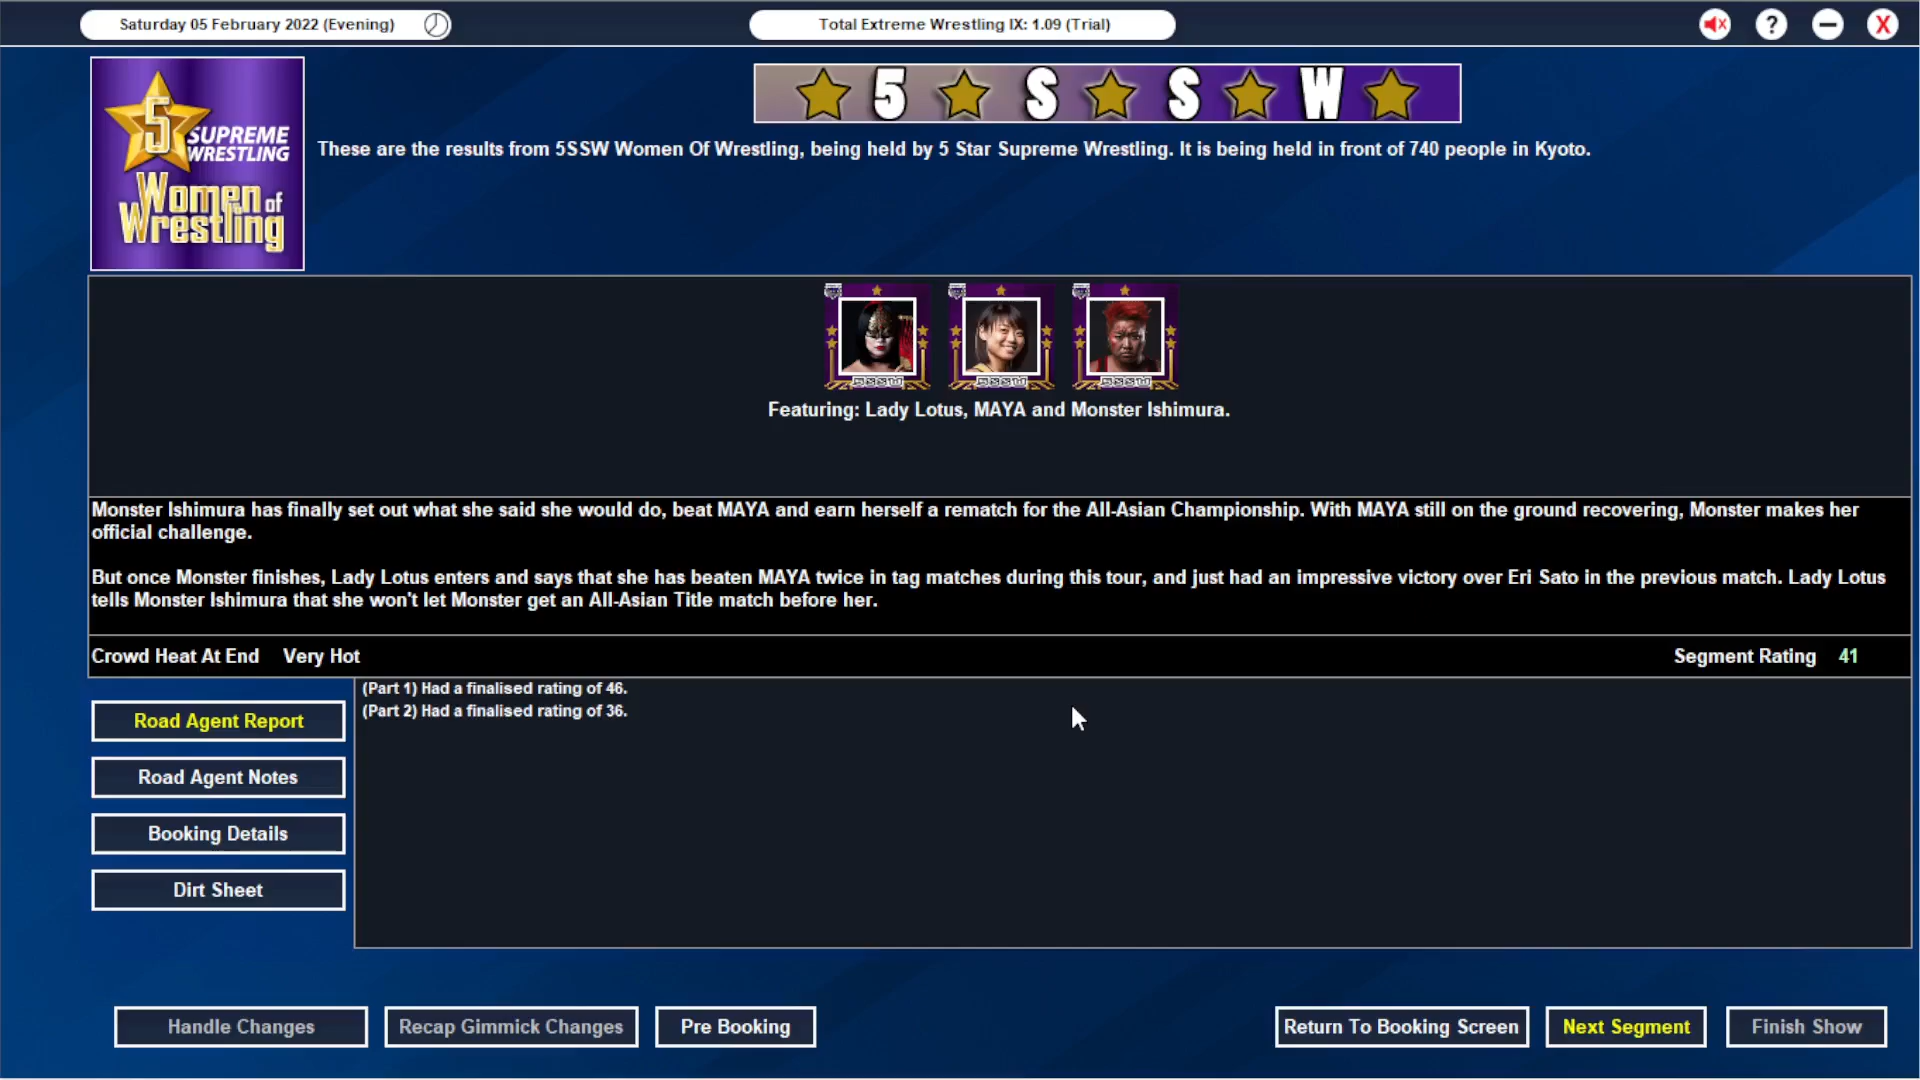 Saturday 05 February 2022 (Evening)
Total Extreme Wrestling IX: 1.09 (Trial)
?
X
5 SUPREME
WRESTLING
Women of
Wrestling
5 S S W
These are the results from 5SSW Women Of Wrestling, being held by 5 Star Supreme Wrestling. It is being held in front of 740 people in Kyoto.
5SSW
5SSW
5SSW
Featuring: Lady Lotus, MAYA and Monster Ishimura.
Monster Ishimura has finally set out what she said she would do, beat MAYA and earn herself a rematch for the All-Asian Championship. With MAYA still on the ground recovering, Monster makes her
official challenge.
But once Monster finishes, Lady Lotus enters and says that she has beaten MAYA twice in tag matches during this tour, and just had an impressive victory over Eri Sato in the previous match. Lady Lotus
tells Monster Ishimura that she won't let Monster get an All-Asian Title match before her.
Crowd Heat At End Very Hot
Segment Rating 41
(Part 1) Had a finalised rating of 46.
(Part 2) Had a finalised rating of 36.
Road Agent Report
Road Agent Notes
Booking Details
Dirt Sheet
Handle Changes
Recap Gimmick Changes
Pre Booking
Return To Booking Screen
Next Segment
Finish Show